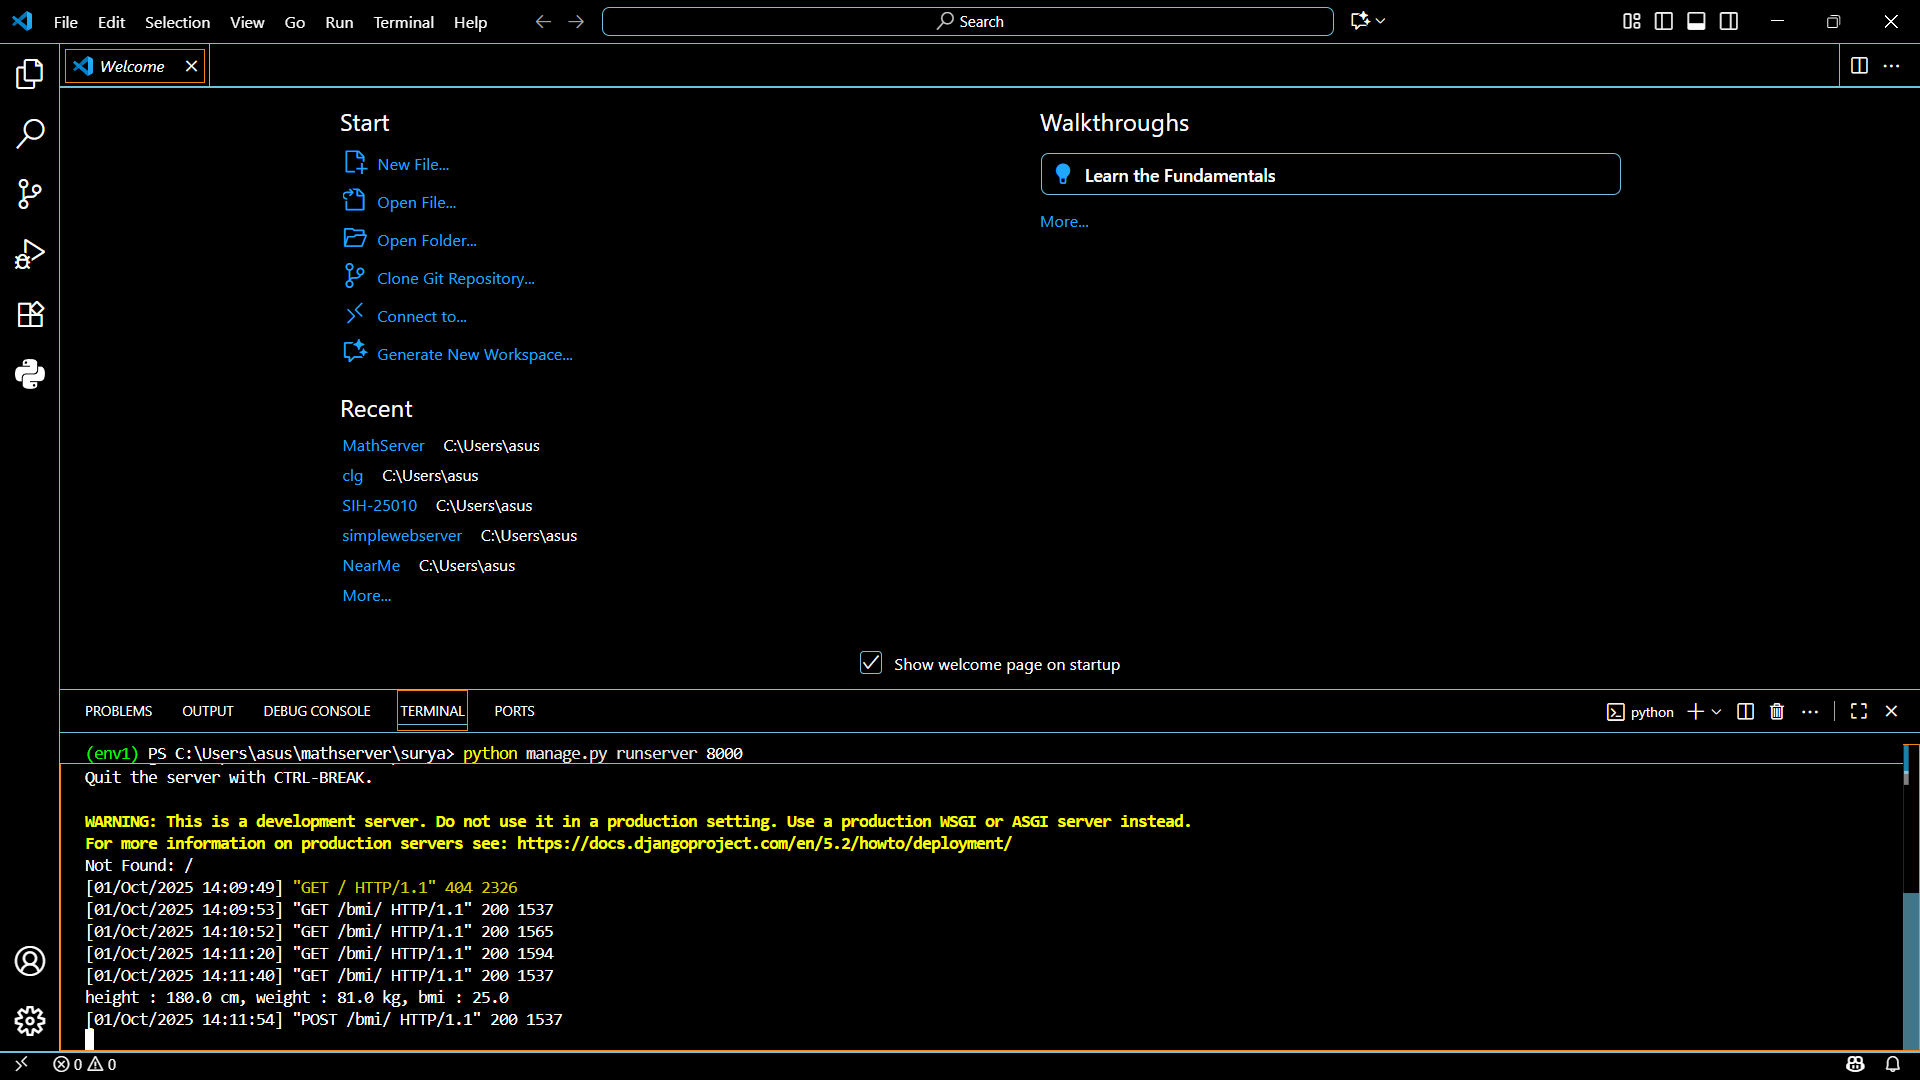 File Edit Selection View Go Run Terminal Help
Search
Welcome
Start
New File...
Open File...
Open Folder...
Clone Git Repository...
Connect to...
Generate New Workspace...
Recent
MathServer C:\Users\asus
clg C:\Users\asus
SIH-25010 C:\Users\asus
simplewebserver C:\Users\asus
NearMe C:\Users\asus
More...
Walkthroughs
Learn the Fundamentals
More...
Show welcome page on startup
PROBLEMS OUTPUT DEBUG CONSOLE TERMINAL PORTS
python
(env1) PS C:\Users\asus\mathserver\surya> python manage.py runserver 8000
Quit the server with CTRL-BREAK.
WARNING: This is a development server. Do not use it in a production setting. Use a production WSGI or ASGI server instead.
For more information on production servers see: https://docs.djangoproject.com/en/5.2/howto/deployment/
Not Found: /
[01/Oct/2025 14:09:49] "GET / HTTP/1.1" 404 2326
[01/Oct/2025 14:09:53] "GET /bmi/ HTTP/1.1" 200 1537
[01/Oct/2025 14:10:52] "GET /bmi/ HTTP/1.1" 200 1565
[01/Oct/2025 14:11:20] "GET /bmi/ HTTP/1.1" 200 1594
[01/Oct/2025 14:11:40] "GET /bmi/ HTTP/1.1" 200 1537
height : 180.0 cm, weight : 81.0 kg, bmi : 25.0
[01/Oct/2025 14:11:54] "POST /bmi/ HTTP/1.1" 200 1537
0 0